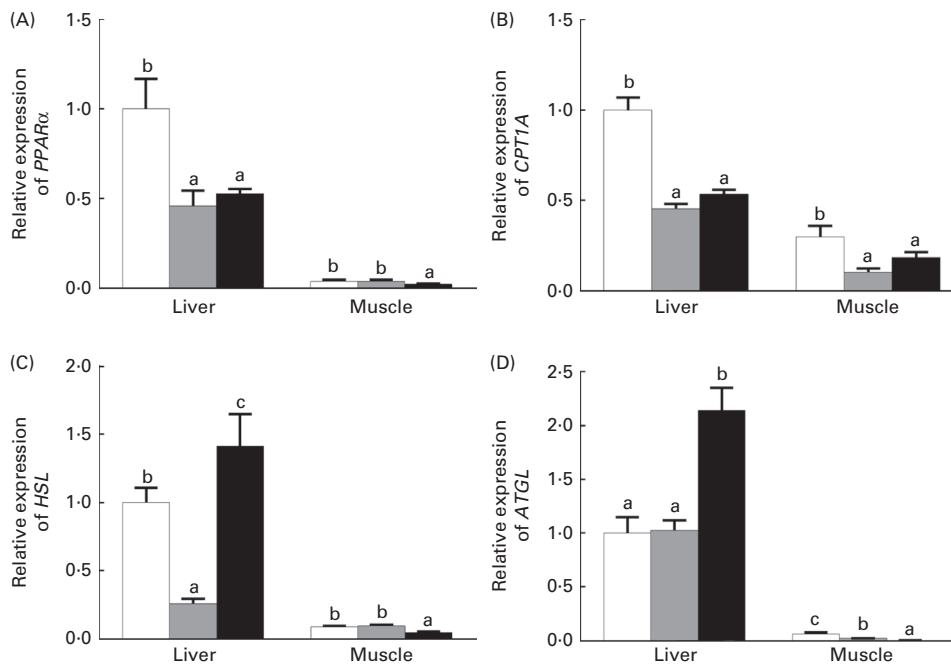 (A)
1·5
1·0
0·5
0·0
Relative expression
of PPARα
b
a
a
b
b
a
Liver
Muscle
(B)
1·5
1·0
0·5
0·0
Relative expression
of CPT1A
b
a
a
b
a
a
Liver
Muscle
(C)
2·0
1·5
1·0
0·5
0·0
Relative expression
of HSL
b
a
c
b
b
a
Liver
Muscle
(D)
2·5
2·0
1·5
1·0
0·5
0·0
Relative expression
of ATGL
a
a
b
c
b
a
Liver
Muscle